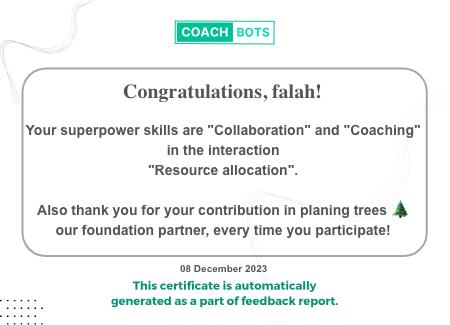 COACH BOTS
Congratulations, falah!
Your superpower skills are "Collaboration" and "Coaching"
in the interaction
"Resource allocation".
Also thank you for your contribution in planing trees 🌲
our foundation partner, every time you participate!
08 December 2023
This certificate is automatically
generated as a part of feedback report.